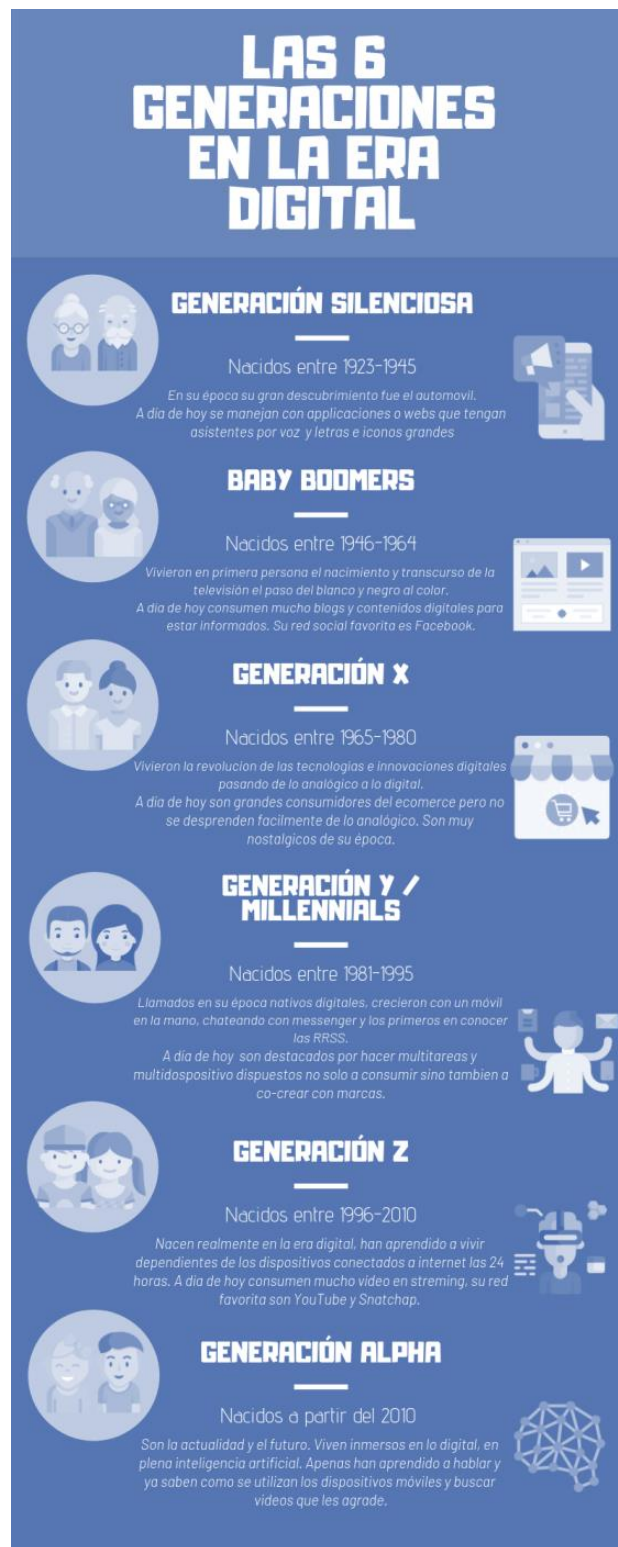 LAS 6
GENERACIONES
EN LA ERA
DIGITAL
GENERACIÓN SILENCIOSA
Nacidos entre 1923-1945
En su época su gran descubrimiento fue el automovil.
A día de hoy se manejan con applicaciones o webs que tengan
asistentes por voz y letras e iconos grandes
BABY BOOMERS
Nacidos entre 1946-1964
Vivieron en primera persona el nacimiento y transcurso de la
televisión el paso del blanco y negro al color.
A día de hoy consumen mucho blogs y contenidos digitales para
estar informados. Su red social favorita es Facebook.
GENERACIÓN X
Nacidos entre 1965-1980
Vivieron la revolucion de las tecnologias e innovaciones digitales
pasando de lo analógico a lo digital.
A día de hoy son grandes consumidores del ecomerce pero no
se desprenden facilmente de lo analógico. Son muy
nostalgicos de su época.
GENERACIÓN Y /
MILLENNIALS
Nacidos entre 1981-1995
Llamados en su época nativos digitales, crecieron con un móvil
en la mano, chateando con messenger y los primeros en conocer
las RRSS.
A día de hoy son destacados por hacer multitareas y
multidospositivo dispuestos no solo a consumir sino tambien a
co-crear con marcas.
GENERACIÓN Z
Nacidos entre 1996-2010
Nacen realmente en la era digital, han aprendido a vivir
dependientes de los dispositivos conectados a internet las 24
horas. A día de hoy consumen mucho vídeo en streming, su red
favorita son YouTube y Snatchap.
GENERACIÓN ALPHA
Nacidos a partir del 2010
Son la actualidad y el futuro. Viven inmersos en lo digital, en
plena inteligencia artificial. Apenas han aprendido a hablar y
ya saben como se utilizan los dispositivos móviles y buscar
videos que les agrade.